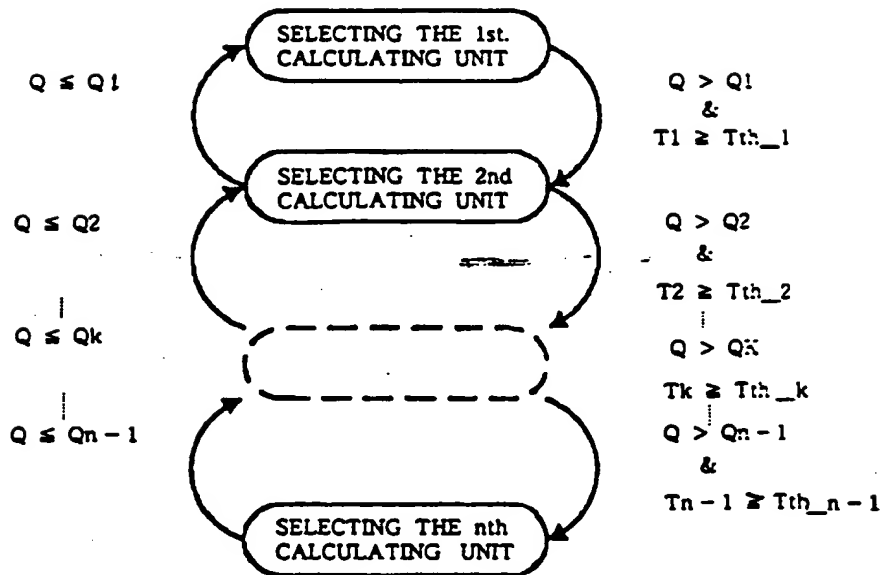 SELECTING THE 1st.
CALCULATING UNIT
Q ≦ Q1
Q > Q1
&
T1 ≧ Tth_1
SELECTING THE 2nd
CALCULATING UNIT
Q ≦ Q2
Q > Q2
&
T2 ≧ Tth_2
Q ≦ Qk
Q > QK
Tk ≧ Tth_k
Q ≦ Qn-1
Q > Qn-1
&
Tn-1 ≧ Tth_n-1
SELECTING THE nth
CALCULATING UNIT